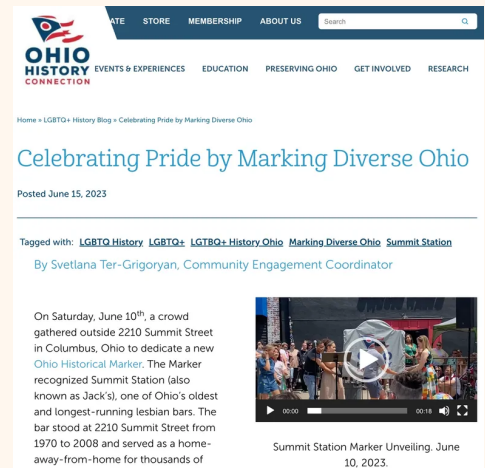 ATE STORE MEMBERSHIP ABOUT US Search
OHIO
HISTORY
CONNECTION
EVENTS & EXPERIENCES EDUCATION PRESERVING OHIO GET INVOLVED RESEARCH
Home » LGBTQ+ History Blog » Celebrating Pride by Marking Diverse Ohio
Celebrating Pride by Marking Diverse Ohio
Posted June 15, 2023
Tagged with: LGBTQ History LGBTQ+ LGTBQ+ History Ohio Marking Diverse Ohio Summit Station
By Svetlana Ter-Grigoryan, Community Engagement Coordinator
On Saturday, June 10th, a crowd
gathered outside 2210 Summit Street
in Columbus, Ohio to dedicate a new
Ohio Historical Marker. The Marker
recognized Summit Station (also
known as Jack's), one of Ohio's oldest
and longest-running lesbian bars. The
bar stood at 2210 Summit Street from
1970 to 2008 and served as a home-
away-from-home for thousands of
00:00 00:18
Summit Station Marker Unveiling. June
10, 2023.